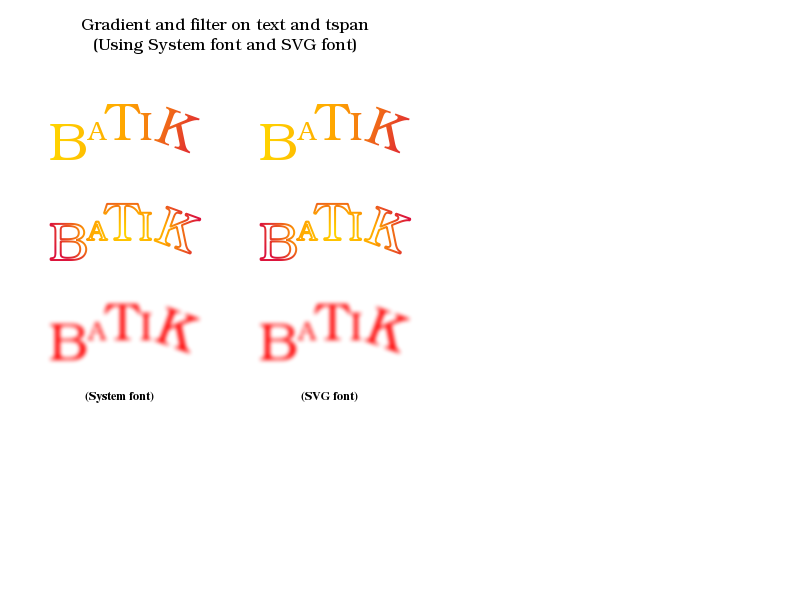 Gradient and filter on text and tspan
(Using System font and SVG font)
BATIK BATIK
BATIK BATIK
BATIK BATIK
(System font) (SVG font)